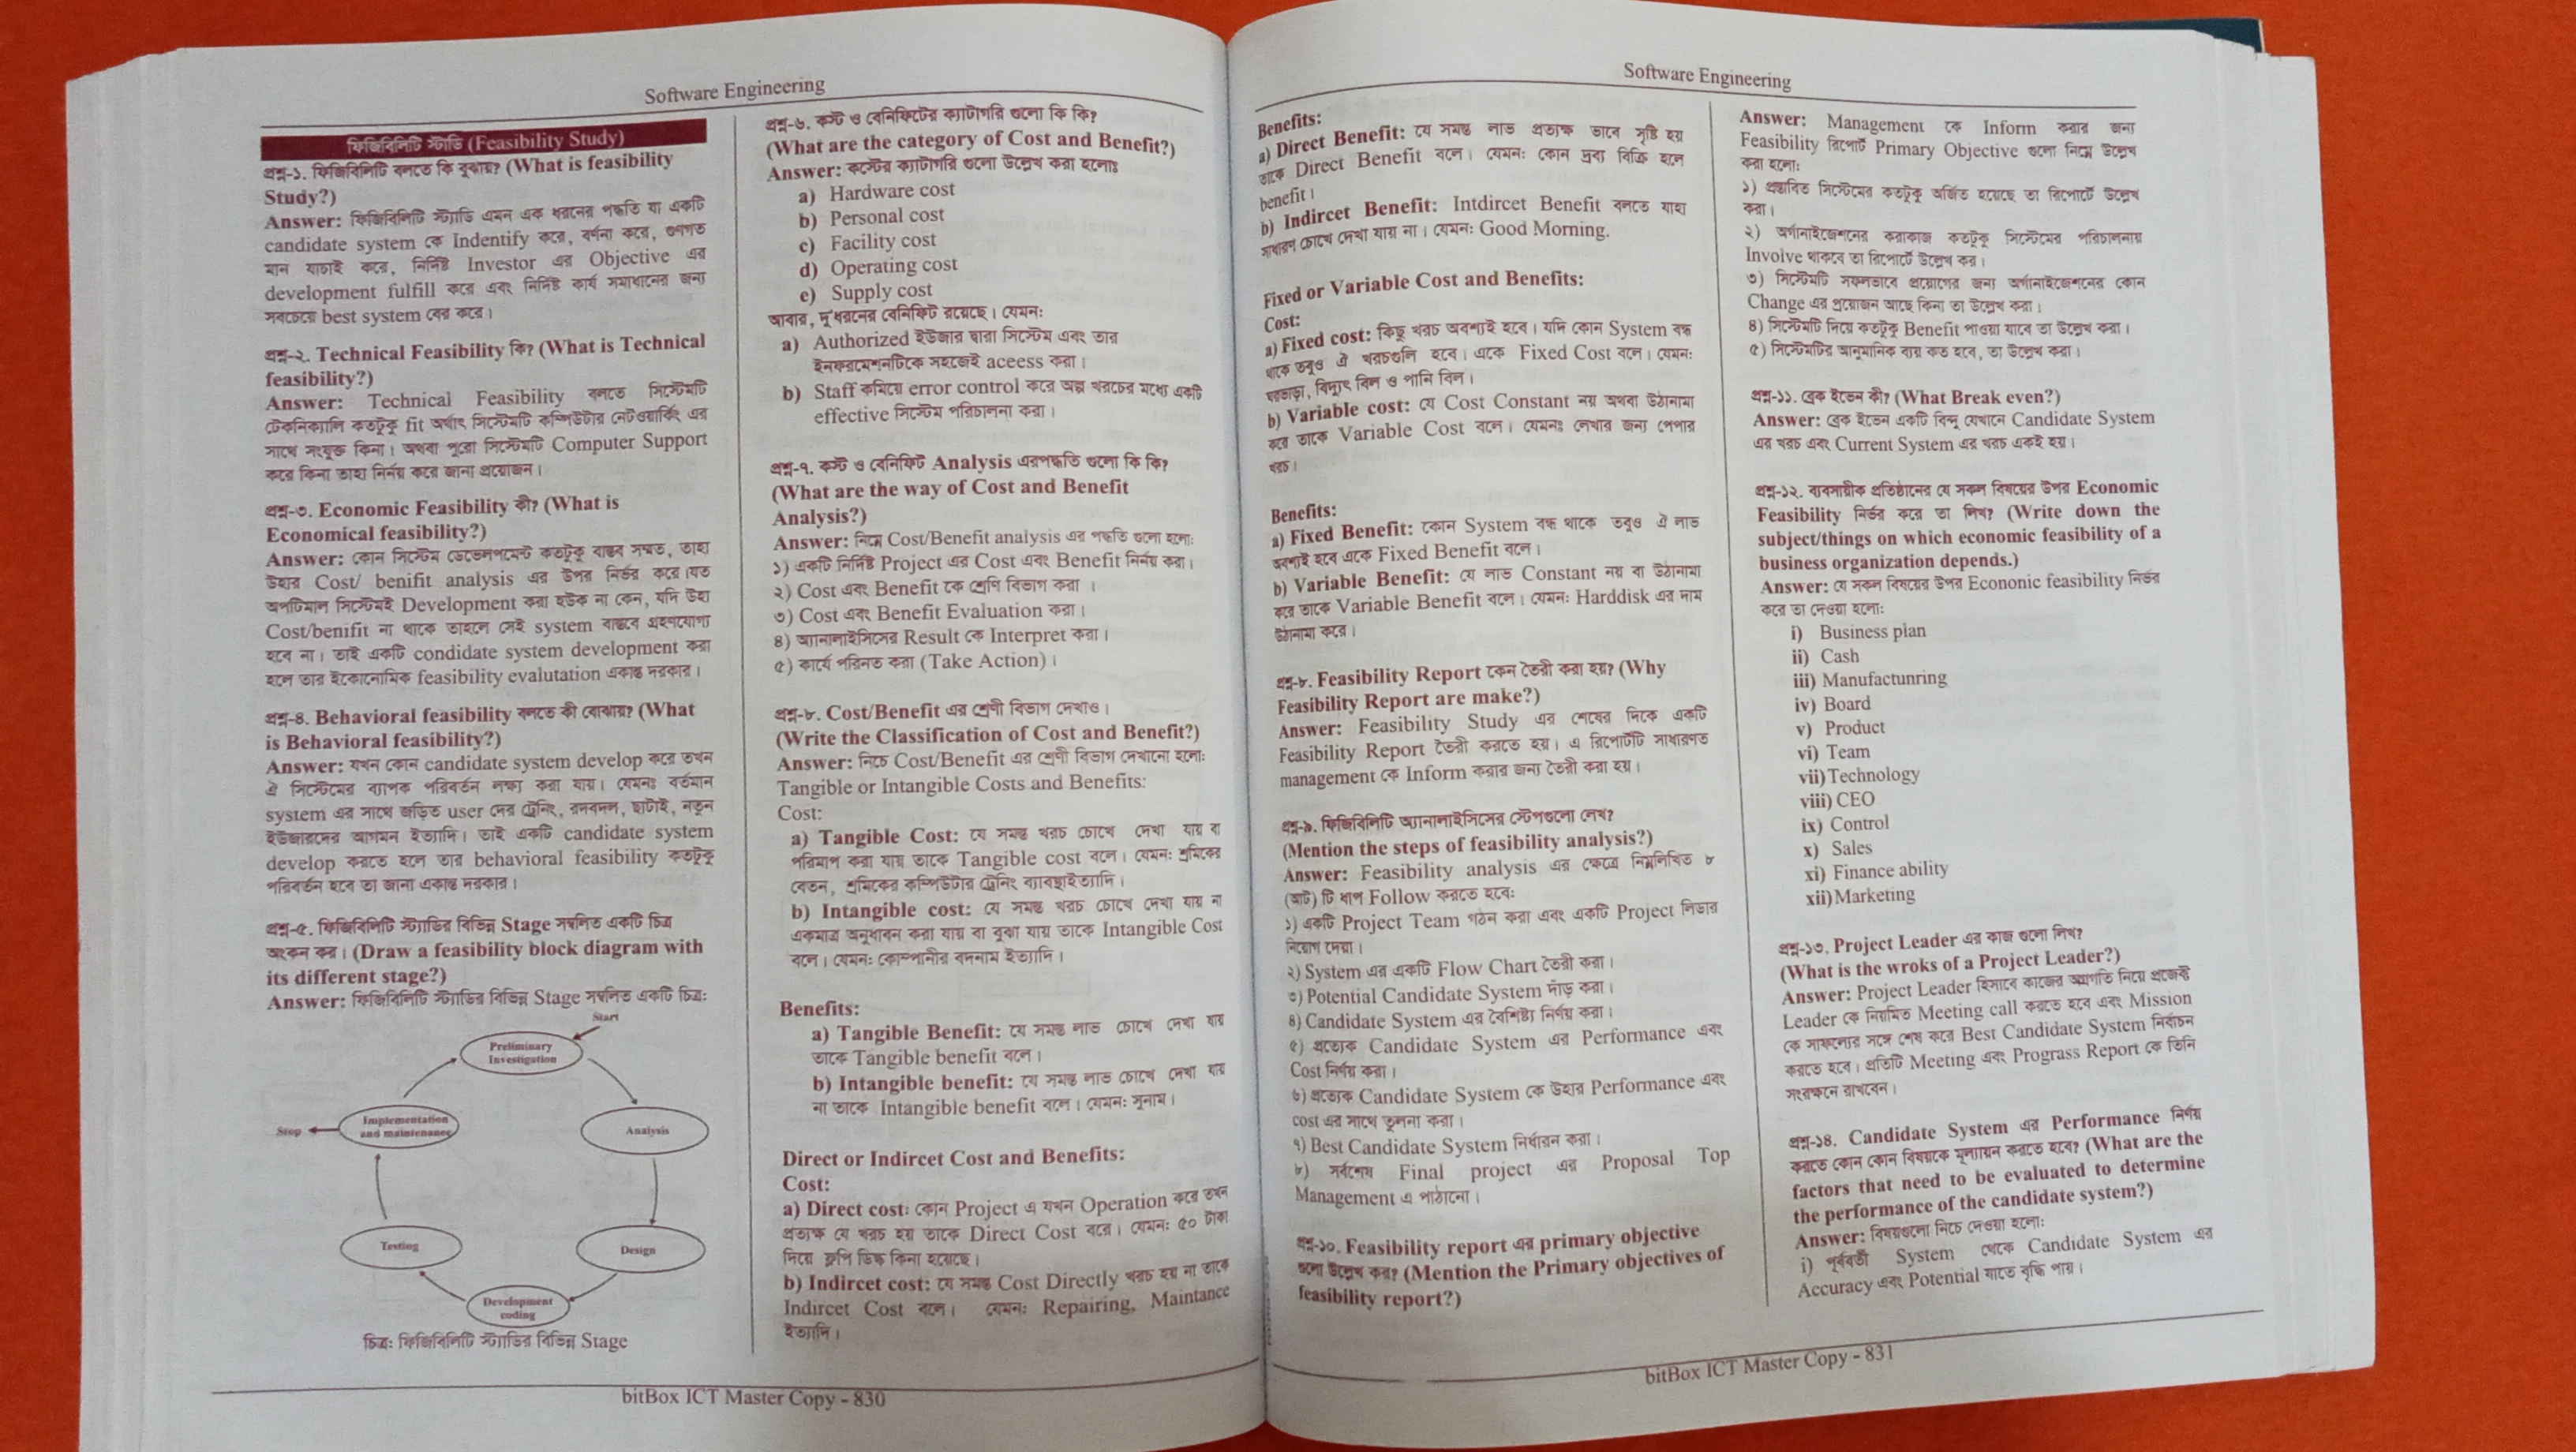 Software Engineering
ফিজিবিলিটি স্টাডি (Feasibility Study)
প্রশ্ন-১. ফিজিবিলিটি বলতে কি বুঝায়? (What is feasibility
Study?)
Answer: ফিজিবিলিটি স্ট্যাডি এমন এক ধরনের পদ্ধতি যা একটি
candidate system কে Indentify করে, বর্ণনা করে, গুণগত
মান যাচাই করে, নির্দিষ্ট Investor এর Objective এর
development fulfill করে এবং নির্দিষ্ট কার্য সমাধানের জন্য
সবচেয়ে best system বের করে।
প্রশ্ন-২. Technical Feasibility কি? (What is Technical
feasibility?)
Answer: Technical Feasibility বলতে সিস্টেমটি
টেকনিক্যালি কতটুকু fit অর্থাৎ সিস্টেমটি কম্পিউটার নেটওয়ার্কিং এর
সাথে সংযুক্ত কিনা। অথবা পুরো সিস্টেমটি Computer Support
করে কিনা তাহা নির্নয় করে জানা প্রয়োজন।
প্রশ্ন-৩. Economic Feasibility কী? (What is
Economical feasibility?)
Answer: কোন সিস্টেম ডেভেলপমেন্ট কতটুকু বাস্তব সম্মত, তাহা
উহার Cost/ benifit analysis এর উপর নির্ভর করে।যত
অপটিমাল সিস্টেমই Development করা হউক না কেন, যদি উহা
Cost/benifit না থাকে তাহলে সেই system বাস্তবে গ্রহণযোগ্য
হবে না। তাই একটি condidate system development করা
হলে তার ইকোনোমিক feasibility evalutation একান্ত দরকার।
প্রশ্ন-৪. Behavioral feasibility বলতে কী বোঝায়? (What
is Behavioral feasibility?)
Answer: যখন কোন candidate system develop করে তখন
ঐ সিস্টেমের ব্যাপক পরিবর্তন লক্ষ্য করা যায়। যেমনঃ বর্তমান
system এর সাথে জড়িত user দের ট্রেনিং, রদবদল, ছাটাই, নতুন
ইউজারদের আগমন ইত্যাদি। তাই একটি candidate system
develop করতে হলে তার behavioral feasibility কতটুকু
পরিবর্তন হবে তা জানা একান্ত দরকার।
প্রশ্ন-৫. ফিজিবিলিটি স্ট্যাডির বিভিন্ন Stage সম্বলিত একটি চিত্র
অংকন কর। (Draw a feasibility block diagram with
its different stage?)
Answer: ফিজিবিলিটি স্ট্যাডির বিভিন্ন Stage সম্বলিত একটি চিত্র:
Start
Preliminary
Investigation
Implementation
and maintenance
Stop
Analysis
Testing
Design
Development
coding
চিত্র: ফিজিবিলিটি স্ট্যাডির বিভিন্ন Stage
প্রশ্ন-৬. কস্ট ও বেনিফিটের ক্যাটাগরি গুলো কি কি?
(What are the category of Cost and Benefit?)
Answer: কস্টের ক্যাটাগরি গুলো উল্লেখ করা হলোঃ
a) Hardware cost
b) Personal cost
c) Facility cost
d) Operating cost
e) Supply cost
আবার, দু'ধরনের বেনিফিট রয়েছে। যেমন:
a) Authorized ইউজার দ্বারা সিস্টেম এবং তার
ইনফরমেশনটিকে সহজেই aceess করা।
b) Staff কমিয়ে error control করে অল্প খরচের মধ্যে একটি
effective সিস্টেম পরিচালনা করা।
প্রশ্ন-৭. কস্ট ও বেনিফিট Analysis এরপদ্ধতি গুলো কি কি?
(What are the way of Cost and Benefit
Analysis?)
Answer: নিম্নে Cost/Benefit analysis এর পদ্ধতি গুলো হলো:
১) একটি নির্দিষ্ট Project এর Cost এবং Benefit নির্নয় করা।
২) Cost এবং Benefit কে শ্রেণি বিভাগ করা ।
৩) Cost এবং Benefit Evaluation করা।
৪) অ্যানালাইসিসের Result কে Interpret করা।
৫) কার্যে পরিনত করা (Take Action)।
প্রশ্ন-৮. Cost/Benefit এর শ্রেণী বিভাগ দেখাও।
(Write the Classification of Cost and Benefit?)
Answer: নিচে Cost/Benefit এর শ্রেণী বিভাগ দেখানো হলো:
Tangible or Intangible Costs and Benefits:
Cost:
a) Tangible Cost: যে সমস্ত খরচ চোখে দেখা যায় বা
পরিমাপ করা যায় তাকে Tangible cost বলে। যেমন: শ্রমিকের
বেতন, শ্রমিকের কম্পিউটার ট্রেনিং ব্যাবস্থাইত্যাদি।
b) Intangible cost: যে সমস্ত খরচ চোখে দেখা যায় না
একমাত্র অনুধাবন করা যায় বা বুঝা যায় তাকে Intangible Cost
বলে। যেমন: কোম্পানীর বদনাম ইত্যাদি।
Benefits:
a) Tangible Benefit: যে সমস্ত লাভ চোখে দেখা যায়
তাকে Tangible benefit বলে।
b) Intangible benefit: যে সমস্ত লাভ চোখে দেখা যায়
না তাকে Intangible benefit বলে। যেমন: সুনাম।
Direct or Indircet Cost and Benefits:
Cost:
a) Direct cost: কোন Project এ যখন Operation করে তখন
প্রত্যক্ষ যে খরচ হয় তাকে Direct Cost বরে। যেমন: ৫০ টাকা
দিয়ে ফ্লপি ডিস্ক কিনা হয়েছে।
b) Indircet cost: যে সমস্ত Cost Directly খরচ হয় না তাকে
Indircet Cost বলে। যেমন: Repairing, Maintance
ইত্যাদি।
bitBox ICT Master Copy - 830
Software Engineering
Benefits:
a) Direct Benefit: যে সমস্ত লাভ প্রত্যক্ষ ভাবে সৃষ্টি হয়
তাকে Direct Benefit বলে। যেমন: কোন দ্রব্য বিক্রি হলে
benefit।
b) Indircet Benefit: Intdircet Benefit বলতে যাহা
সাধারণ চোখে দেখা যায় না। যেমন: Good Morning.
Fixed or Variable Cost and Benefits:
Cost:
a) Fixed cost: কিছু খরচ অবশ্যই হবে। যদি কোন System বন্ধ
থাকে তবুও ঐ খরচগুলি হবে। একে Fixed Cost বলে। যেমন:
ঘরভাড়া, বিদ্যুৎ বিল ও পানি বিল।
b) Variable cost: যে Cost Constant নয় অথবা উঠানামা
করে তাকে Variable Cost বলে। যেমনঃ লেখার জন্য পেপার
খরচ।
Benefits:
a) Fixed Benefit: কোন System বন্ধ থাকে তবুও ঐ লাভ
অবশ্যই হবে একে Fixed Benefit বলে।
b) Variable Benefit: যে লাভ Constant নয় বা উঠানামা
করে তাকে Variable Benefit বলে। যেমন: Harddisk এর দাম
উঠানামা করে।
প্রশ্ন-৮. Feasibility Report কেন তৈরী করা হয়? (Why
Feasibility Report are make?)
Answer: Feasibility Study এর শেষের দিকে একটি
Feasibility Report তৈরী করতে হয়। এ রিপোর্টটি সাধারণত
management কে Inform করার জন্য তৈরী করা হয়।
প্রশ্ন-৯. ফিজিবিলিটি অ্যানালাইসিসের স্টেপগুলো লেখ?
(Mention the steps of feasibility analysis?)
Answer: Feasibility analysis এর ক্ষেত্রে নিম্নলিখিত ৮
(আট) টি ধাপ Follow করতে হবে:
১) একটি Project Team গঠন করা এবং একটি Project লিডার
নিয়োগ দেয়া।
২) System এর একটি Flow Chart তৈরী করা।
৩) Potential Candidate System দাঁড় করা।
৪) Candidate System এর বৈশিষ্ট্য নির্ণয় করা।
৫) প্রত্যেক Candidate System এর Performance এবং
Cost নির্ণয় করা।
৬) প্রত্যেক Candidate System কে উহার Performance এবং
cost এর সাথে তুলনা করা।
৭) Best Candidate System নির্ধারন করা।
৮) সর্বশেষ Final project এর Proposal Top
Management এ পাঠানো।
প্রশ্ন-১০. Feasibility report এর primary objective
গুলো উল্লেখ কর? (Mention the Primary objectives of
feasibility report?)
Answer: Management কে Inform করার জন্য
Feasibility রিপোর্ট Primary Objective গুলো নিম্নে উল্লেখ
করা হলো:
১) প্রস্তাবিত সিস্টেমের কতটুকু অর্জিত হয়েছে তা রিপোর্টে উল্লেখ
করা।
২) অর্গানাইজেশনের করাকাজ কতটুকু সিস্টেমের পরিচালনায়
Involve থাকবে তা রিপোর্টে উল্লেখ কর।
৩) সিস্টেমটি সফলভাবে প্রয়োগের জন্য অর্গানাইজেশনের কোন
Change এর প্রয়োজন আছে কিনা তা উল্লেখ করা।
৪) সিস্টেমটি দিয়ে কতটুকু Benefit পাওয়া যাবে তা উল্লেখ করা।
৫) সিস্টেমটির আনুমানিক ব্যয় কত হবে, তা উল্লেখ করা।
প্রশ্ন-১১. ব্রেক ইভেন কী? (What Break even?)
Answer: ব্রেক ইভেন একটি বিন্দু যেখানে Candidate System
এর খরচ এবং Current System এর খরচ একই হয়।
প্রশ্ন-১২. ব্যবসায়ীক প্রতিষ্ঠানের যে সকল বিষয়ের উপর Economic
Feasibility নির্ভর করে তা লিখ? (Write down the
subject/things on which economic feasibility of a
business organization depends.)
Answer: যে সকল বিষয়ের উপর Econonic feasibility নির্ভর
করে তা দেওয়া হলো:
i) Business plan
ii) Cash
iii) Manufactunring
iv) Board
v) Product
vi) Team
vii) Technology
viii) CEO
ix) Control
x) Sales
xi) Finance ability
xii) Marketing
প্রশ্ন-১৩. Project Leader এর কাজ গুলো লিখ?
(What is the wroks of a Project Leader?)
Answer: Project Leader হিসাবে কাজের অগ্রগতি নিয়ে প্রজেক্ট
Leader কে নিয়মিত Meeting call করতে হবে এবং Mission
কে সাফল্যের সঙ্গে শেষ করে Best Candidate System নির্বাচন
করতে হবে। প্রতিটি Meeting এবং Prograss Report কে তিনি
সংরক্ষনে রাখবেন।
প্রশ্ন-১৪. Candidate System এর Performance নির্ণয়
করতে কোন কোন বিষয়কে মূল্যায়ন করতে হবে? (What are the
factors that need to be evaluated to determine
the performance of the candidate system?)
Answer: বিষয়গুলো নিচে দেওয়া হলো:
i) পূর্ববর্তী System থেকে Candidate System এর
Accuracy এবং Potential যাতে বৃদ্ধি পায়।
bitBox ICT Master Copy - 831